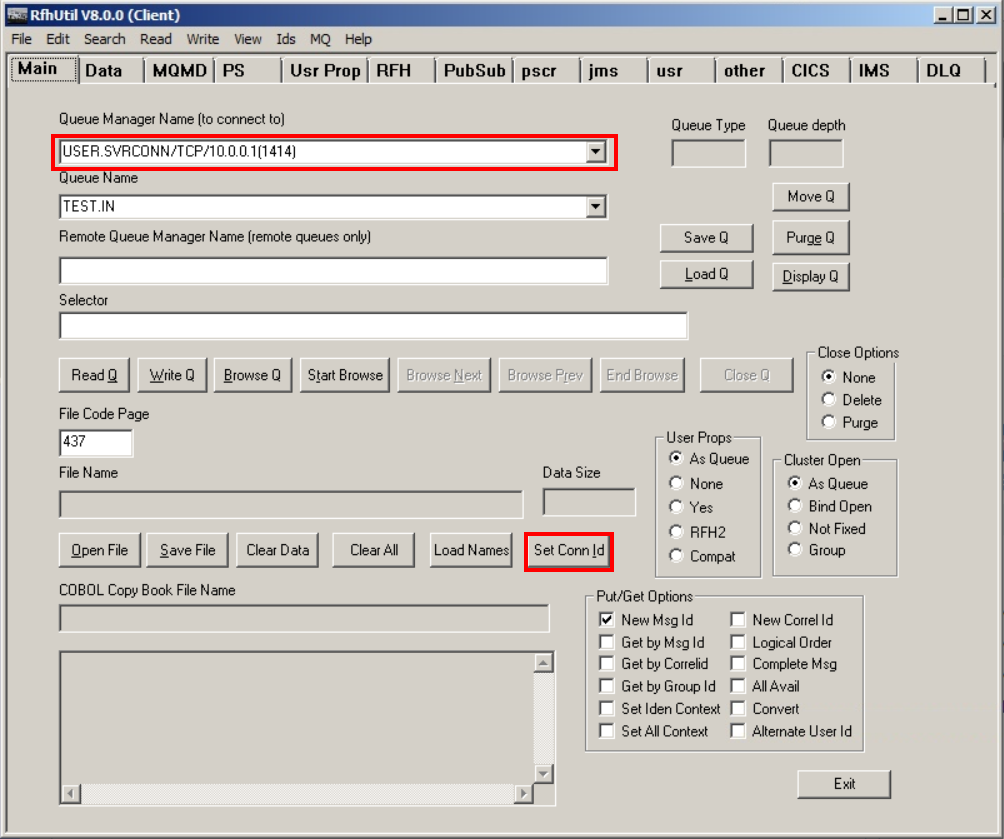 RfhUtil V8.0.0 (Client)
File Edit Search Read Write View Ids MQ Help
Main Data MQMD PS Usr Prop RFH PubSub pscr jms usr other CICS IMS DLQ
Queue Manager Name (to connect to)
Queue Type Queue depth
USER.SVRCONN/TCP/10.0.0.1(1414)
Queue Name
Move Q
TEST.IN
Remote Queue Manager Name (remote queues only)
Save Q Purge Q
Load Q Display Q
Selector
Close Options
Read Q Write Q Browse Q Start Browse Browse Next Browse Prev End Browse Close Q
None
Delete
Purge
File Code Page
437
User Props
As Queue
None
Yes
RFH2
Compat
Cluster Open
As Queue
Bind Open
Not Fixed
Group
File Name Data Size
Open File Save File Clear Data Clear All Load Names Set Conn Id
COBOL Copy Book File Name
Put/Get Options
New Msg Id New Correl Id
Get by Msg Id Logical Order
Get by Correlid Complete Msg
Get by Group Id All Avail
Set Iden Context Convert
Set All Context Alternate User Id
Exit